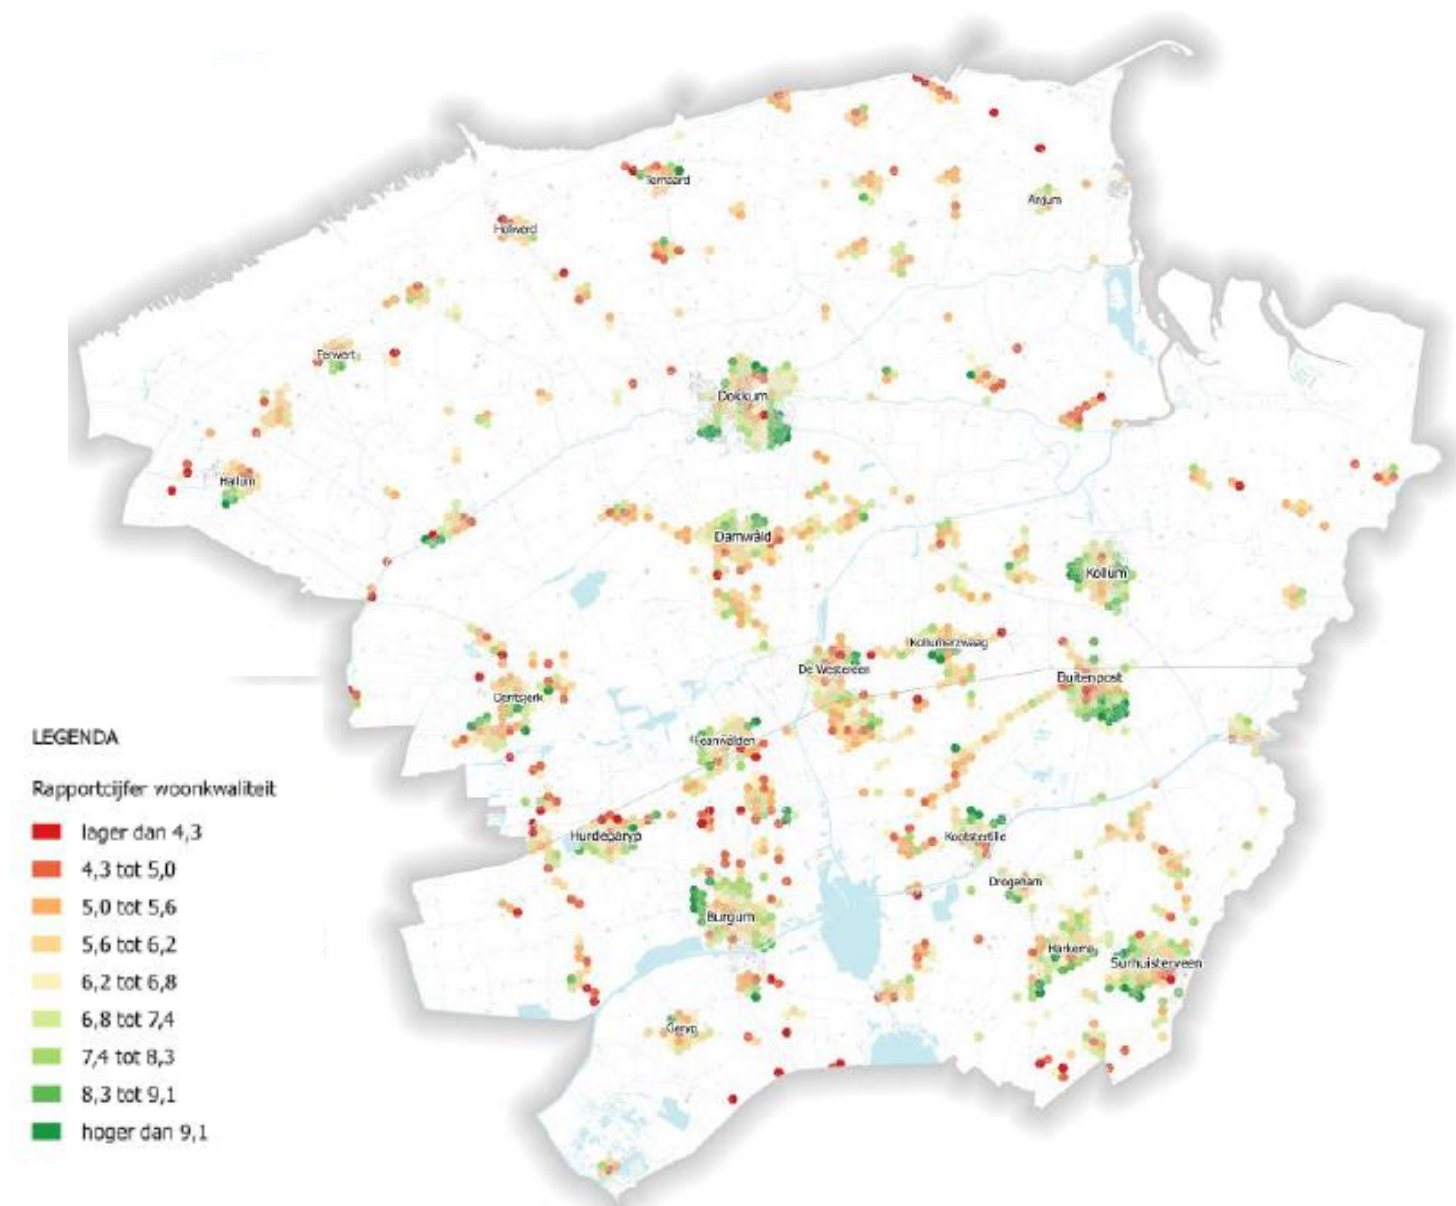 Ternaard
Anjum
Holwerd
Ferwert
Dokkum
Hallum
Damwâld
Kollum
Kollumerzwaag
De Westereen
Buitenpost
Oentsjerk
Feanwâlden
Hurdegaryp
Kootstertille
Drogeham
Burgum
Harkema
Surhuisterveen
LEGENDA
Rapportcijfer woonkwaliteit
lager dan 4,3
4,3 tot 5,0
5,0 tot 5,6
5,6 tot 6,2
6,2 tot 6,8
6,8 tot 7,4
7,4 tot 8,3
8,3 tot 9,1
hoger dan 9,1